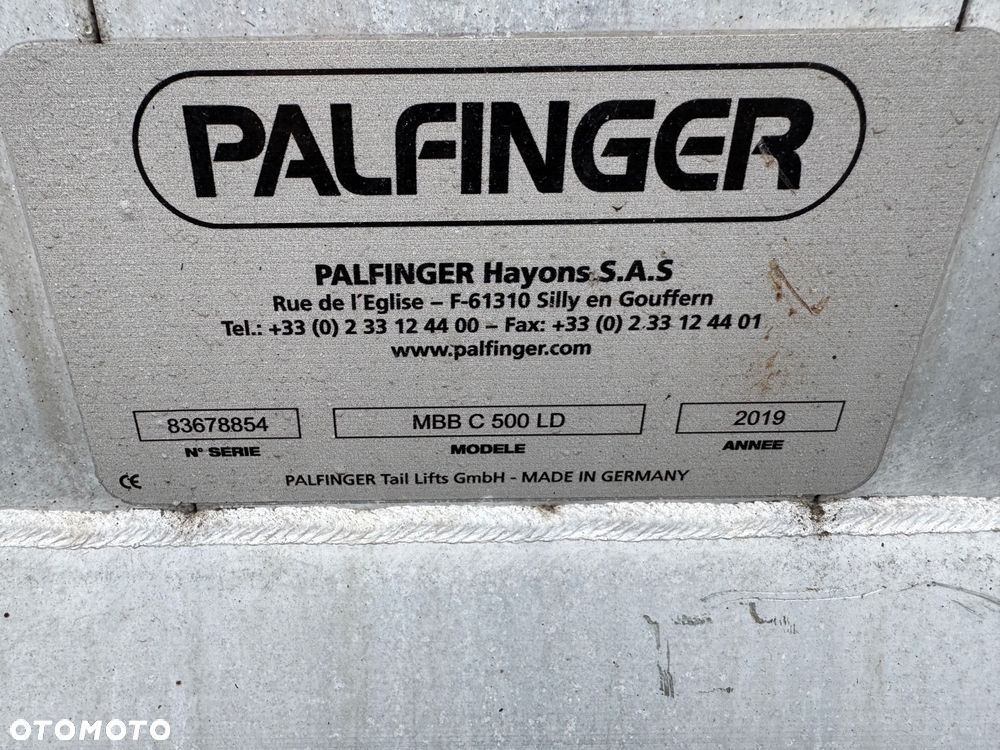 PALFINGER
PALFINGER Hayons S.A.S
Rue de l'Eglise – F-61310 Silly en Gouffern
Tel.: +33 (0) 2 33 12 44 00 – Fax: +33 (0) 2 33 12 44 01
www.palfinger.com
83678854 MBB C 500 LD 2019
N° SERIE MODELE ANNEE
CE PALFINGER Tail Lifts GmbH - MADE IN GERMANY
OTOMOTO